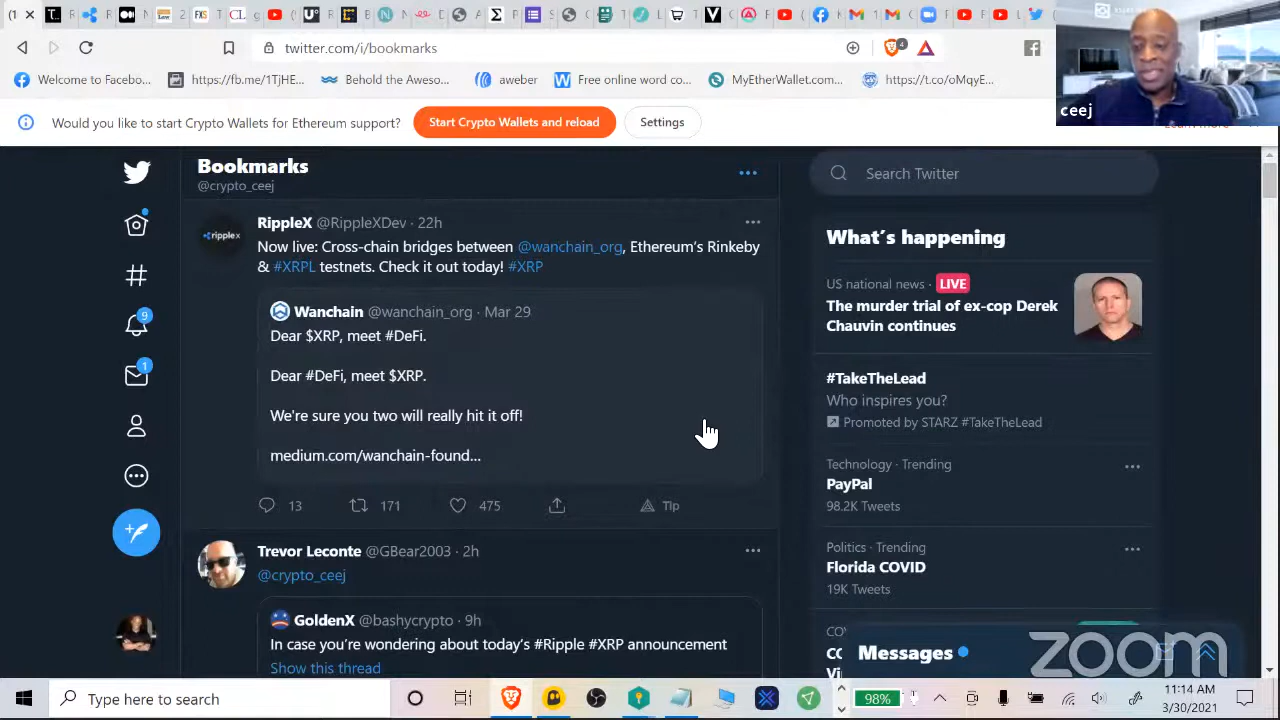 twitter.com/i/bookmarks
4
Welcome to Facebo...
https://fb.me/1TJHE...
Behold the Aweso...
aweber
Free online word co...
MyEtherWallet.com...
https://t.co/oMqyE...
ceej
Would you like to start Crypto Wallets for Ethereum support?
Start Crypto Wallets and reload
Settings
Bookmarks
@crypto_ceej
Search Twitter
RippleX @RippleXDev · 22h
Now live: Cross-chain bridges between @wanchain_org, Ethereum's Rinkeby
& #XRPL testnets. Check it out today! #XRP
Wanchain @wanchain_org · Mar 29
Dear $XRP, meet #DeFi.
Dear #DeFi, meet $XRP.
We're sure you two will really hit it off!
medium.com/wanchain-found...
13
171
475
Tip
Trevor Leconte @GBear2003 · 2h
@crypto_ceej
GoldenX @bashycrypto · 9h
In case you're wondering about today's #Ripple #XRP announcement
Show this thread
9
1
What's happening
US national news · LIVE
The murder trial of ex-cop Derek
Chauvin continues
#TakeTheLead
Who inspires you?
Promoted by STARZ #TakeTheLead
Technology · Trending
PayPal
98.2K Tweets
Politics · Trending
Florida COVID
19K Tweets
Messages
zoom
Type here to search
98%
11:14 AM
3/30/2021